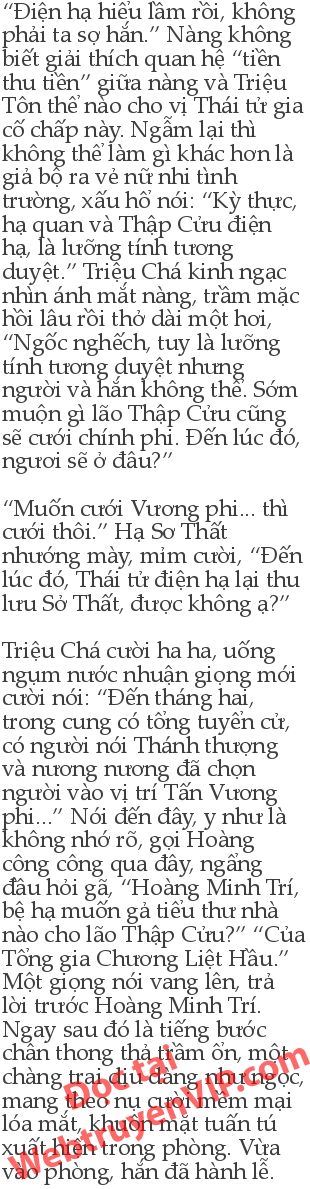 “Điện hạ hiểu lầm rồi, không
phải ta sợ hắn.” Nàng không
biết giải thích quan hệ “tiền
thu tiền” giữa nàng và Triệu
Tôn thế nào cho vị Thái tử gia
cố chấp này. Ngẫm lại thì
không thể làm gì khác hơn là
giả bộ ra vẻ nữ nhi tình
trường, xấu hổ nói: “Kỳ thực,
hạ quan và Thập Cửu điện
hạ, là lưỡng tính tương
duyệt.” Triệu Chá kinh ngạc
nhìn ánh mắt nàng, trầm mặc
hồi lâu rồi thở dài một hơi,
“Ngốc nghếch, tuy là lưỡng
tính tương duyệt nhưng
người và hắn không thể. Sớm
muộn gì lão Thập Cửu cũng
sẽ cưới chính phi. Đến lúc đó,
ngươi sẽ ở đâu?”

“Muốn cưới Vương phi... thì
cưới thôi.” Hạ Sơ Thất
nhướng mày, mỉm cười, “Đến
lúc đó, Thái tử điện hạ lại thu
lưu Sở Thất, được không ạ?”

Triệu Chá cười ha ha, uống
ngụm nước nhuận giọng mới
cười nói: “Đến tháng hai,
trong cung có tổng tuyển cử,
có người nói Thánh thượng
và nương nương đã chọn
người vào vị trí Tấn Vương
phi...” Nói đến đây, y như là
không nhớ rõ, gọi Hoàng
công công qua đây, ngẩng
đầu hỏi gã, “Hoàng Minh Trí,
bệ hạ muốn gả tiểu thư nhà
nào cho lão Thập Cửu?” “Của
Tổng gia Chương Liệt Hầu.”
Một giọng nói vang lên, trả
lời trước Hoàng Minh Trí.
Ngay sau đó là tiếng bước
chân thong thả trầm ổn, một
chàng trai dịu dàng như ngọc,
mang theo nụ cười mềm mại
lóa mắt, khuôn mặt tuấn tú
xuất hiện trong phòng. Vừa
vào phòng, hắn đã hành lễ.
Đọc tại
WebtruyenVIP.com